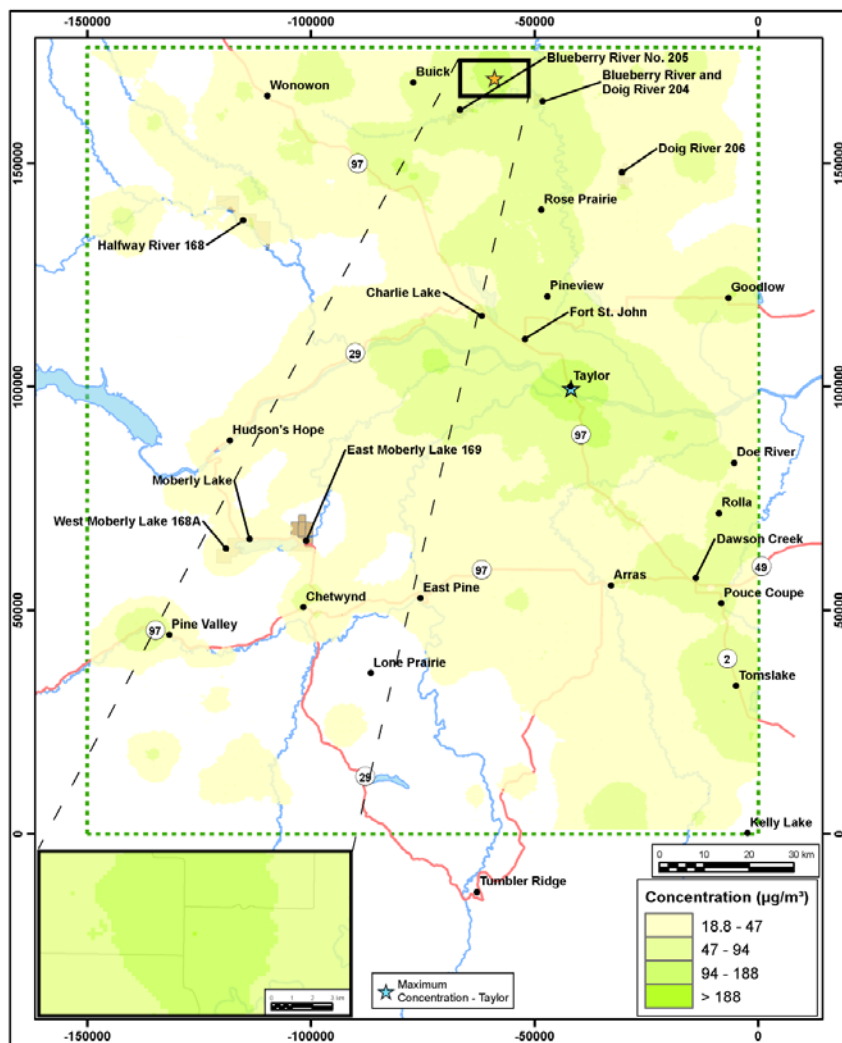 -150000
-100000
-50000
0
Blueberry River No. 205
Buick
Blueberry River and
Doig River 204
Wonowon
150000
150000
97
Doig River 206
Rose Prairie
Halfway River 168
Pineview
Goodlow
Charlie Lake
Fort St. John
29
100000
100000
Taylor
97
Hudson's Hope
East Moberly Lake 169
Doe River
Moberly Lake
Rolla
West Moberly Lake 168A
Dawson Creek
97
49
Arras
East Pine
Chetwynd
Pouce Coupe
50000
50000
97
Pine Valley
2
Lone Prairie
Tomslake
29
0
0
Kelly Lake
0 10 20 30 km
Tumbler Ridge
Concentration (µg/m³)
18.8 - 47
47 - 94
94 - 188
> 188
Maximum
Concentration - Taylor
0 1 2 3 km
-150000
-100000
-50000
0